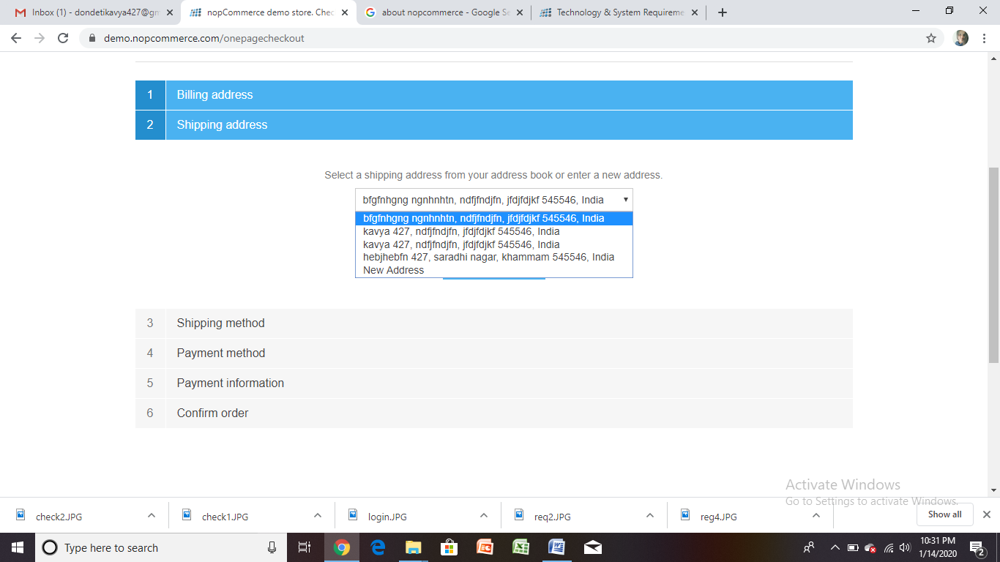 Inbox (1) - dondetikavya427@gm
nopCommerce demo store. Chec
about nopcommerce - Google Se
Technology & System Requireme
demo.nopcommerce.com/onepagecheckout
1 Billing address
2 Shipping address
Select a shipping address from your address book or enter a new address.
bfgfnhgng ngnhnhtn, ndfjfndjfn, jfdjfdjkf 545546, India
bfgfnhgng ngnhnhtn, ndfjfndjfn, jfdjfdjkf 545546, India
kavya 427, ndfjfndjfn, jfdjfdjkf 545546, India
kavya 427, ndfjfndjfn, jfdjfdjkf 545546, India
hebjhebfn 427, saradhi nagar, khammam 545546, India
New Address
3 Shipping method
4 Payment method
5 Payment information
6 Confirm order
Activate Windows
Go to Settings to activate Windows.
check2.JPG
check1.JPG
login.JPG
req2.JPG
reg4.JPG
Show all
Type here to search
10:31 PM
1/14/2020
2